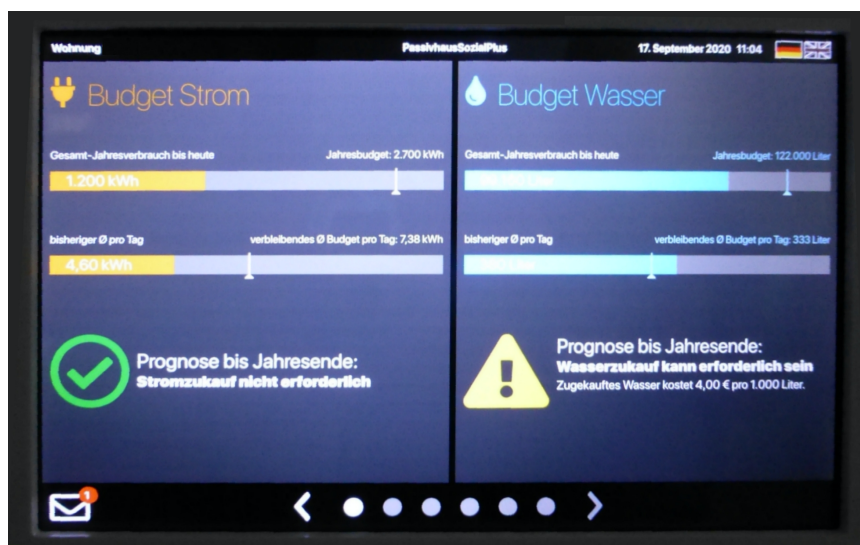 Wohnung
PassivhausSozialPlus
17. September 2020 11:04
Budget Strom
Gesamt-Jahresverbrauch bis heute
Jahresbudget: 2.700 kWh
1.200 kWh
bisheriger Ø pro Tag
verbleibendes Ø Budget pro Tag: 7,38 kWh
4,60 kWh
Prognose bis Jahresende:
Stromzukauf nicht erforderlich
Budget Wasser
Gesamt-Jahresverbrauch bis heute
Jahresbudget: 122.000 Liter
Liter
bisheriger Ø pro Tag
verbleibendes Ø Budget pro Tag: 333 Liter
Liter
Prognose bis Jahresende:
Wasserzukauf kann erforderlich sein
Zugekauftes Wasser kostet 4,00 € pro 1.000 Liter.
1